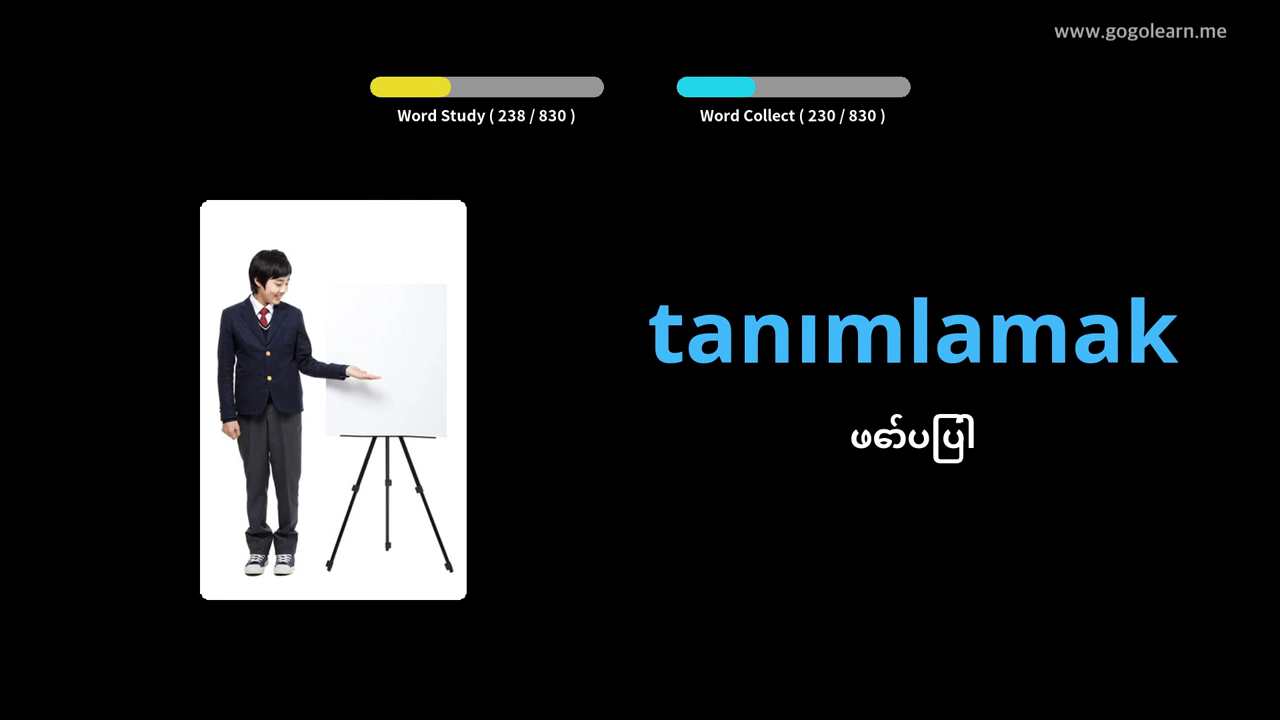 www.gogolearn.me
Word Study ( 238 / 830 )
Word Collect ( 230 / 830 )
tanımlamak
ဖော်ပပြါ